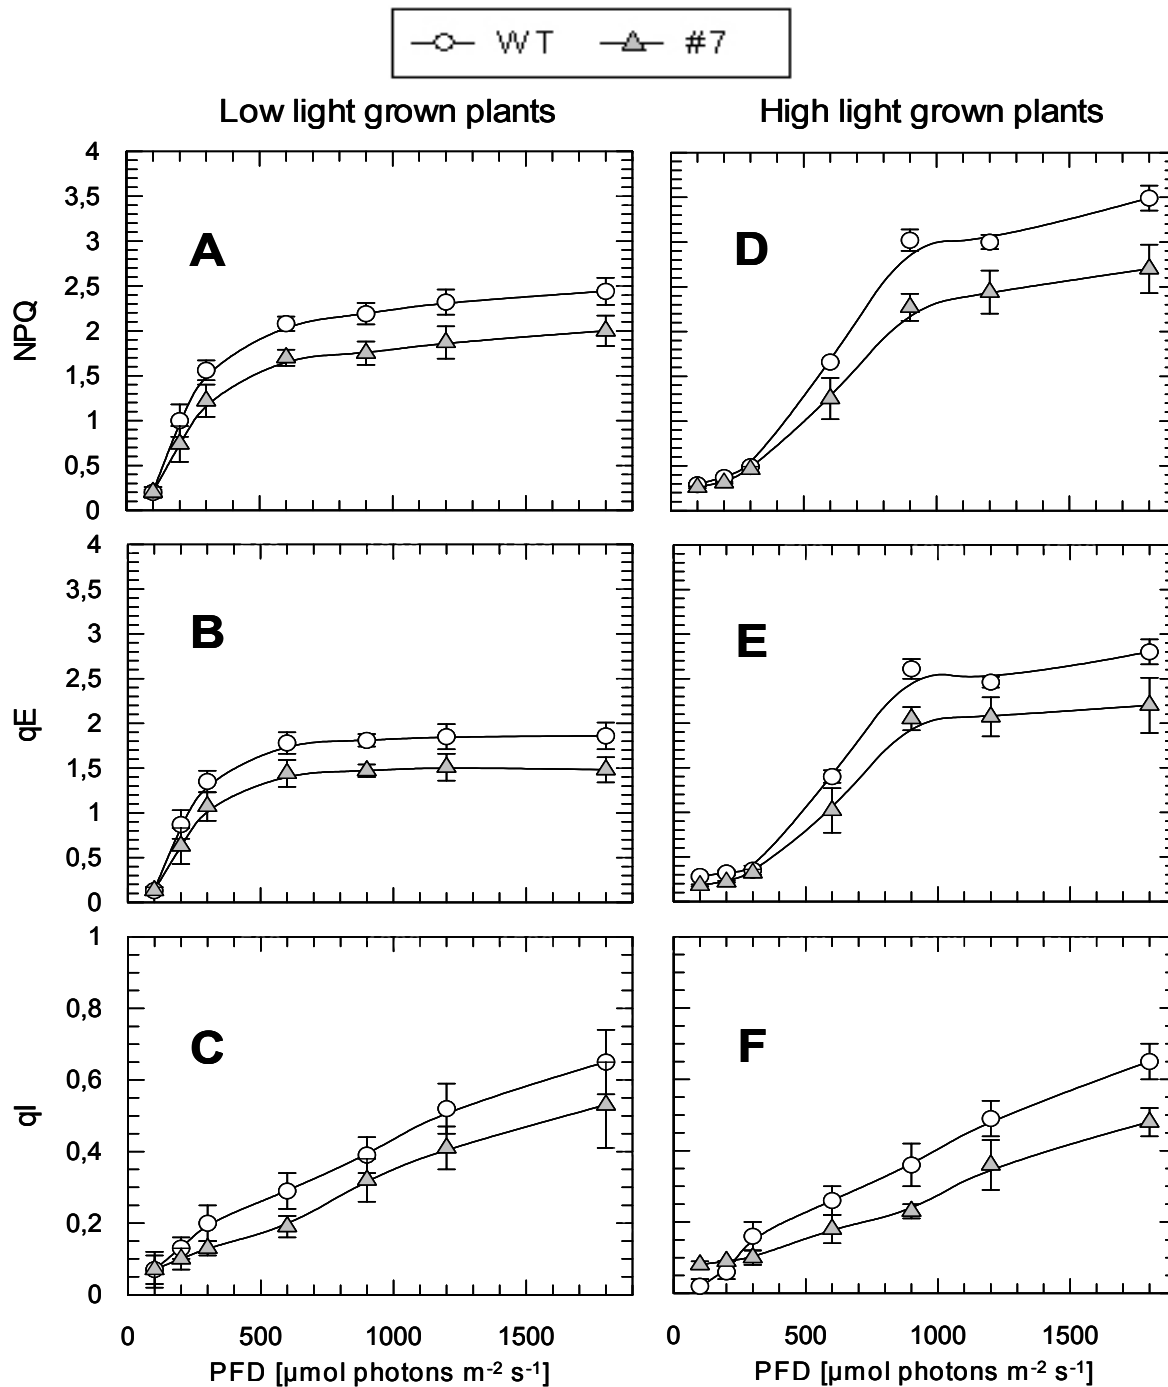 WT #7
Low light grown plants High light grown plants
4
3,5
3
2,5
2
1,5
1
0,5
0
NPQ
A
D
4
3,5
3
2,5
2
1,5
1
0,5
0
qE
B
E
1
0,8
0,6
0,4
0,2
0
qI
C
F
0 500 1000 1500 0 500 1000 1500
PFD [µmol photons m⁻² s⁻¹] PFD [µmol photons m⁻² s⁻¹]